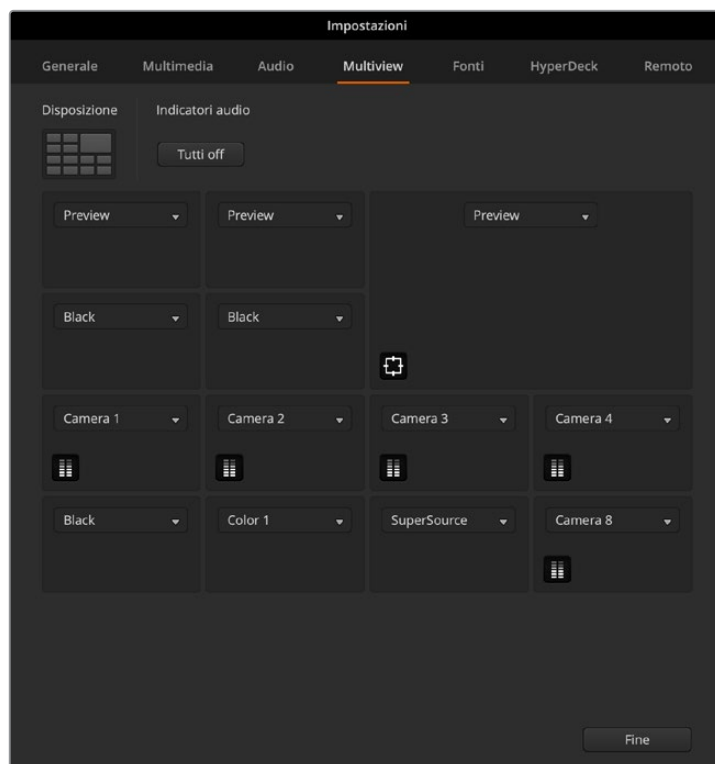 Impostazioni
Generale Multimedia Audio Multiview Fonti HyperDeck Remoto
Disposizione Indicatori audio
Tutti off
Preview Preview Preview
Black Black
Camera 1 Camera 2 Camera 3 Camera 4
Black Color 1 SuperSource Camera 8
Fine